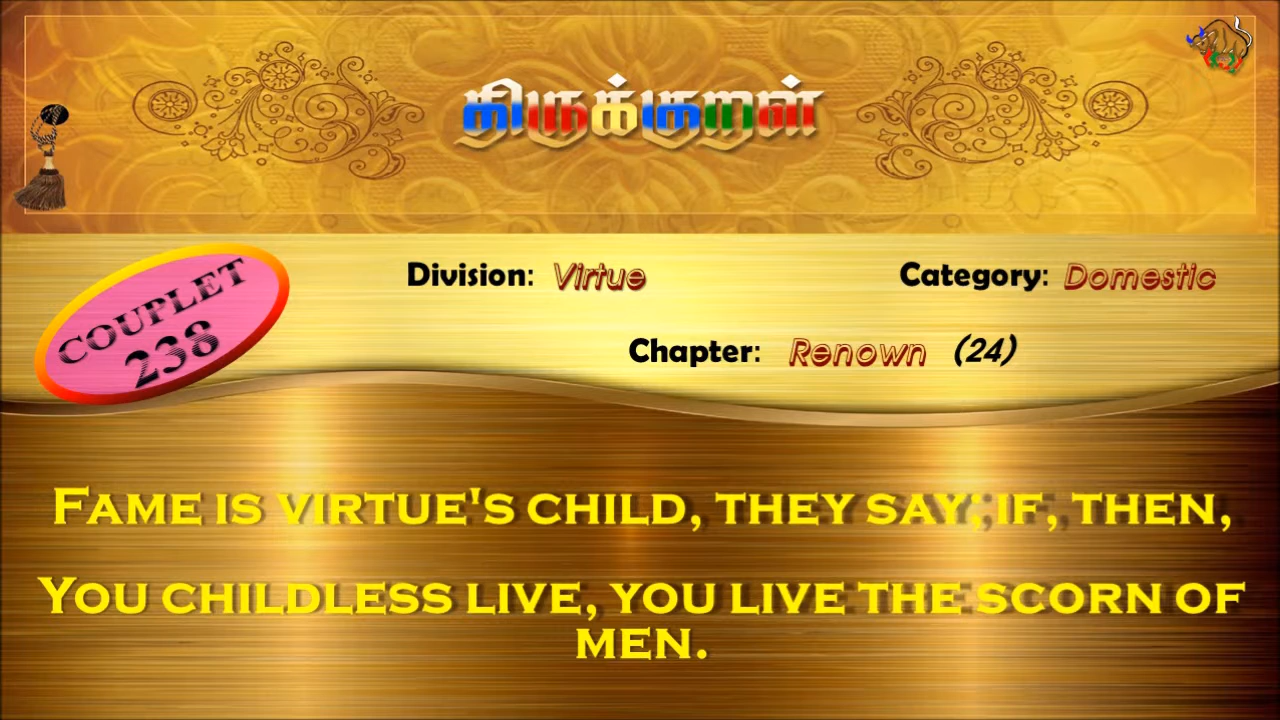 திருக்குறள்
COUPLET
238
Division: Virtue
Category: Domestic
Chapter: Renown (24)
FAME IS VIRTUE'S CHILD, THEY SAY; IF, THEN,
YOU CHILDLESS LIVE, YOU LIVE THE SCORN OF
MEN.